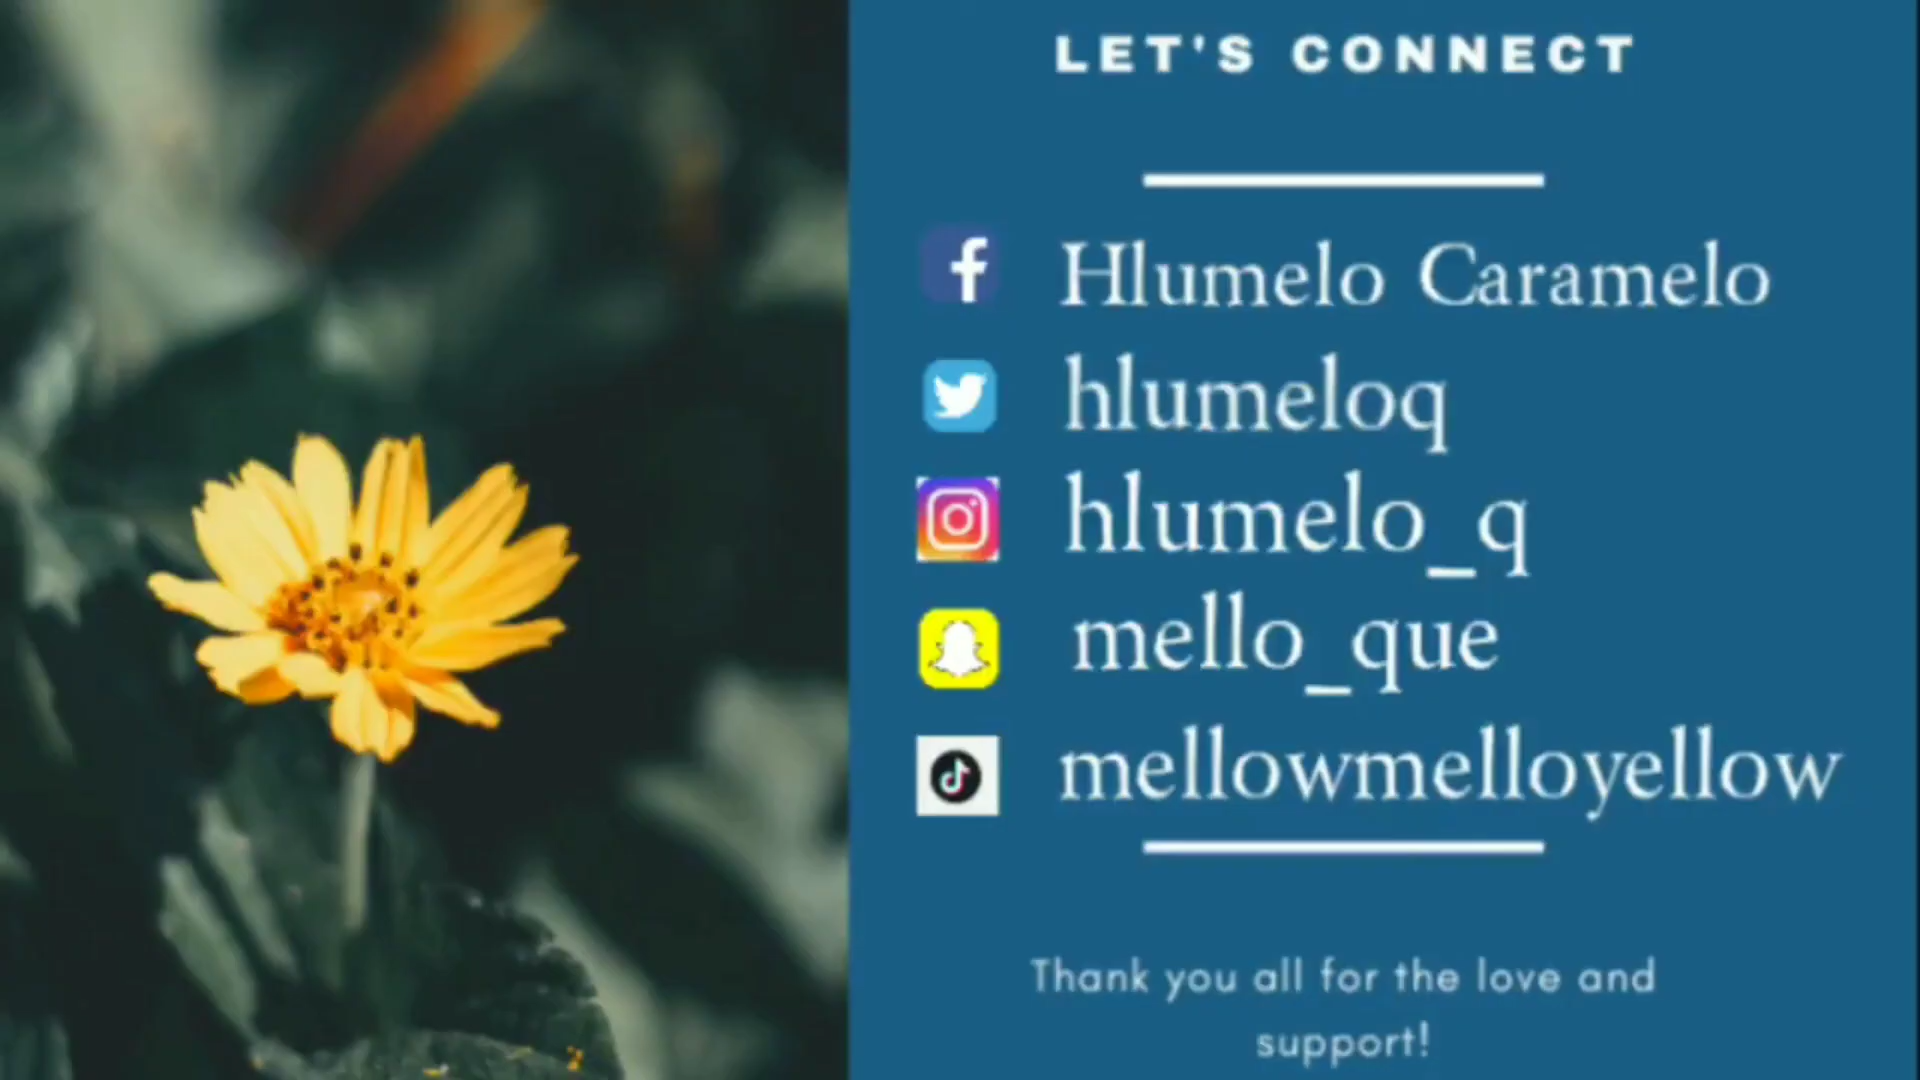 LET'S CONNECT
Hlumelo Caramelo
hlumeloq
hlumelo_q
mello_que
mellowmelloyellow
Thank you all for the love and
support!